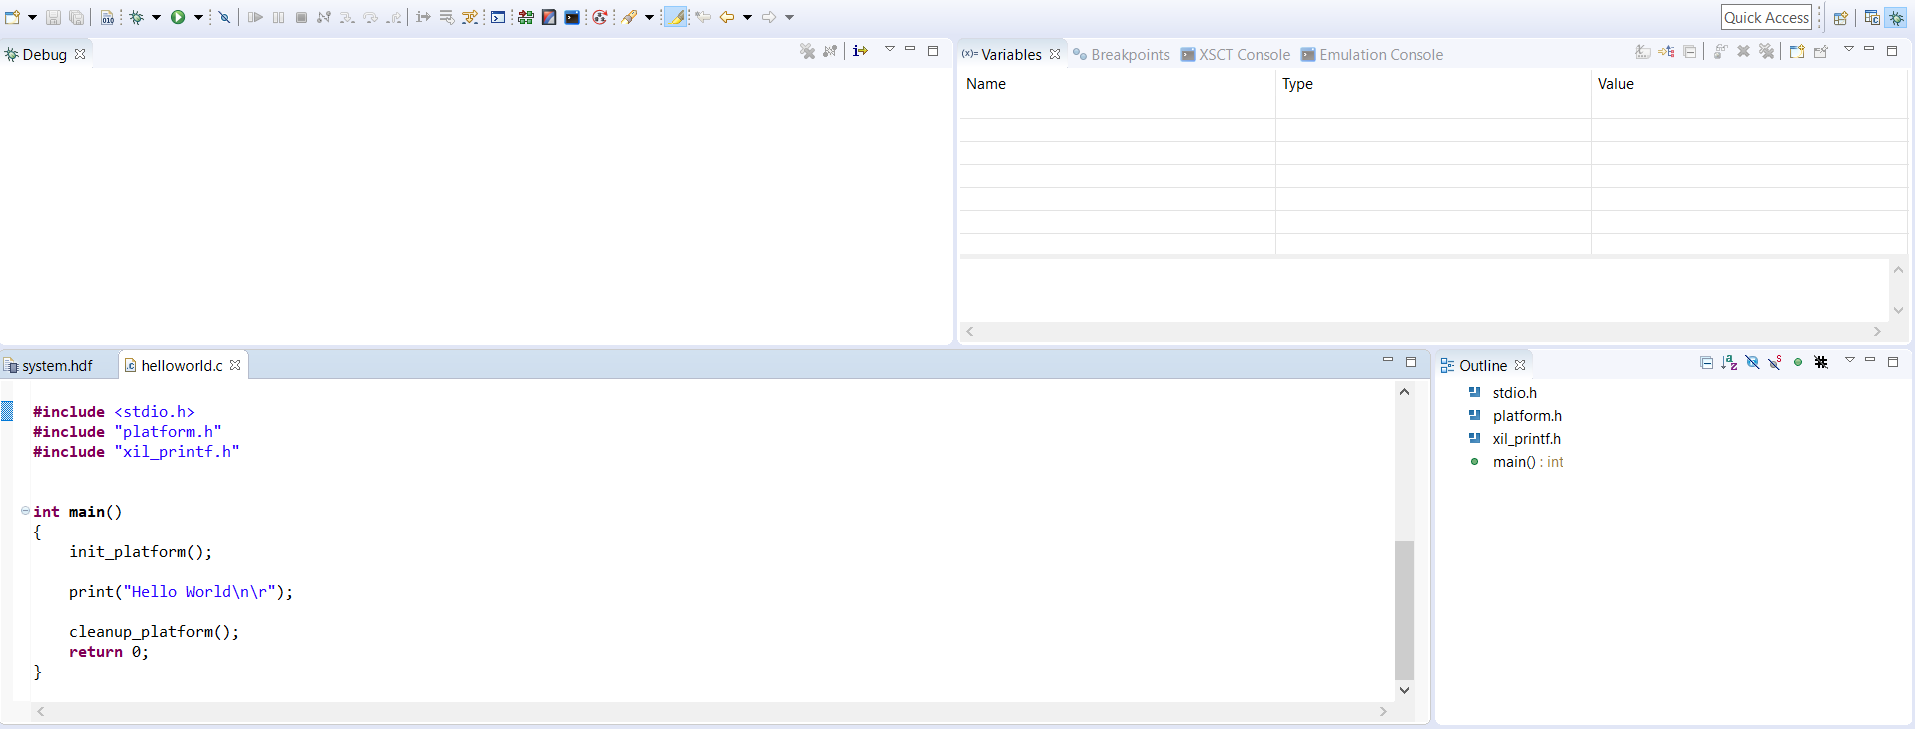 Quick Access
Debug
(x)= Variables Breakpoints XSCT Console Emulation Console
Name Type Value
system.hdf helloworld.c
#include <stdio.h>
#include "platform.h"
#include "xil_printf.h"
int main()
{
init_platform();
print("Hello World\n\r");
cleanup_platform();
return 0;
}
Outline
stdio.h
platform.h
xil_printf.h
main() : int